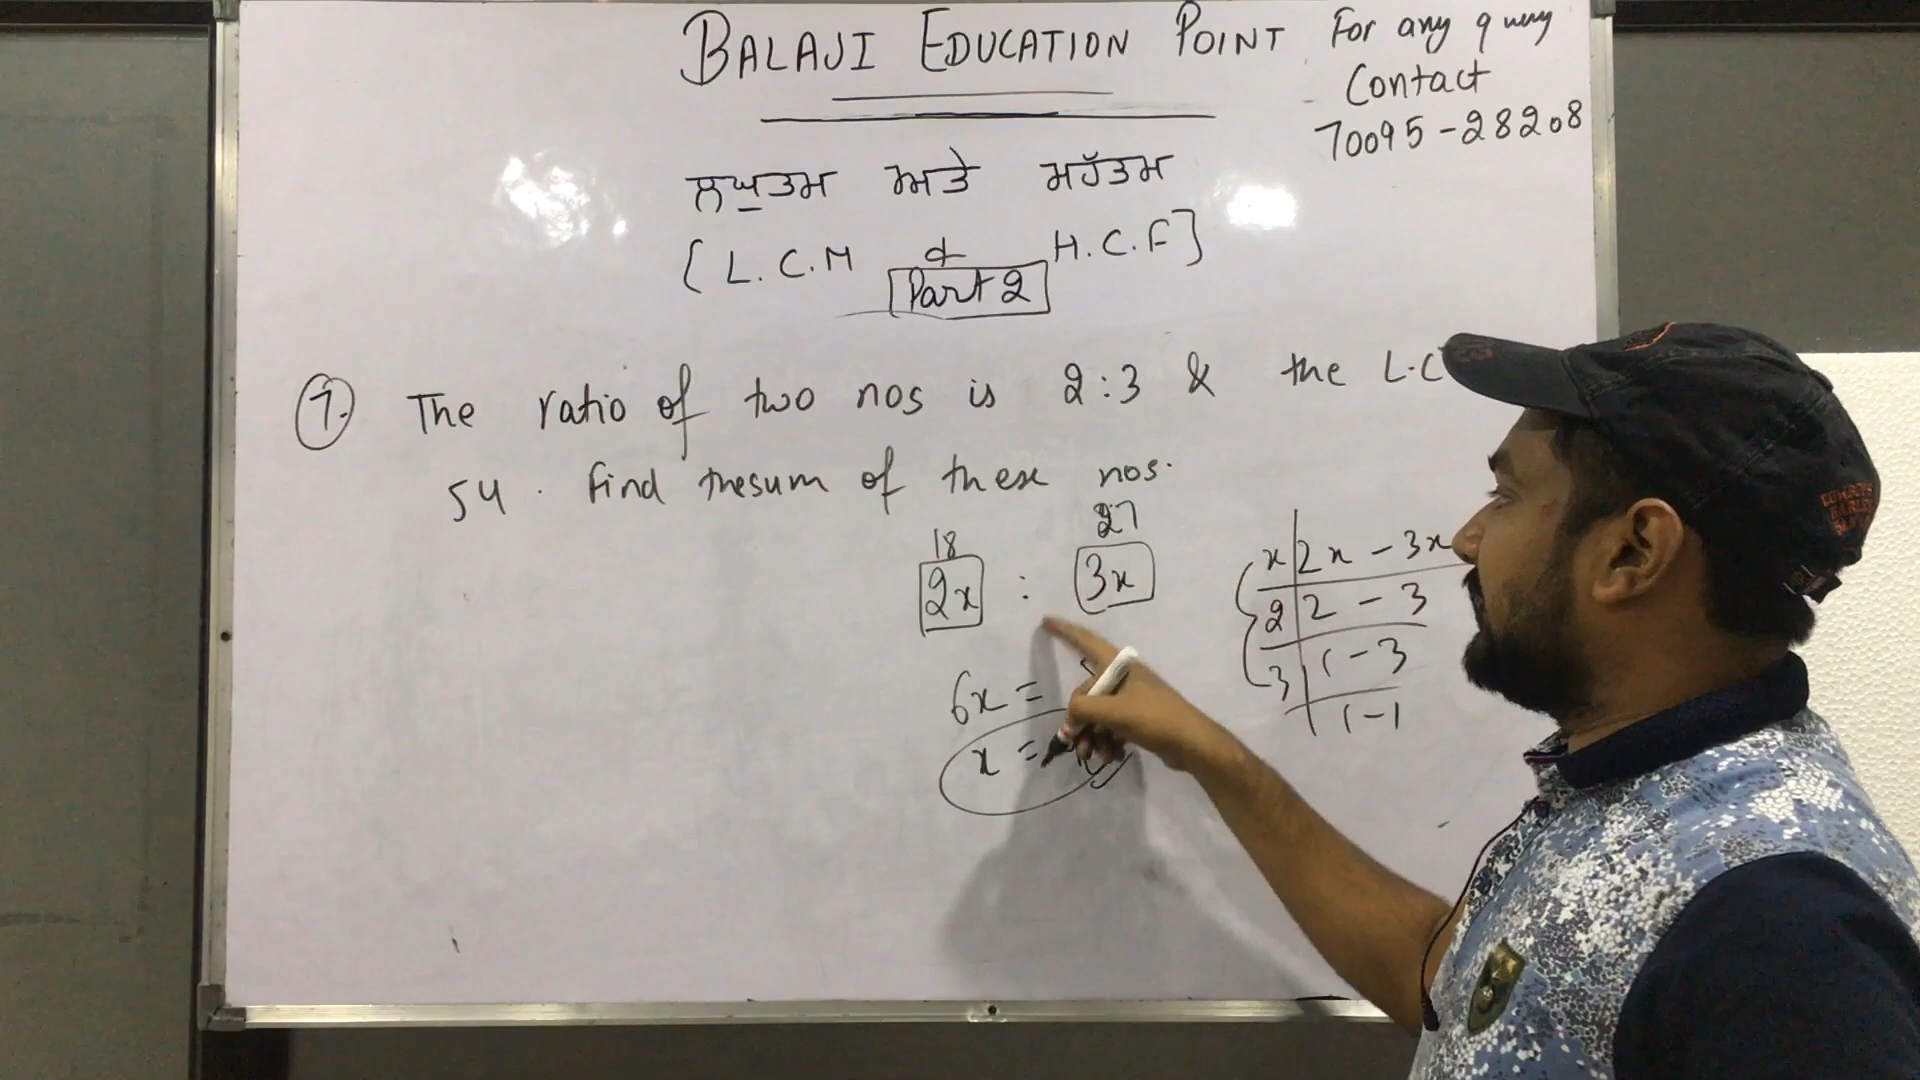 BALAJI EDUCATION POINT
For any query
Contact
70095-28208
ਲਘੁਤਮ ਅਤੇ ਮਹੱਤਮ
[L.C.M & H.C.F]
Part 2
7. The ratio of two nos is 2:3 & the L.C
54. find the sum of these nos.
18 27
2x : 3x
6x =
x =
x | 2x - 3x
2 | 2 - 3
3 | 1 - 3
1 - 1